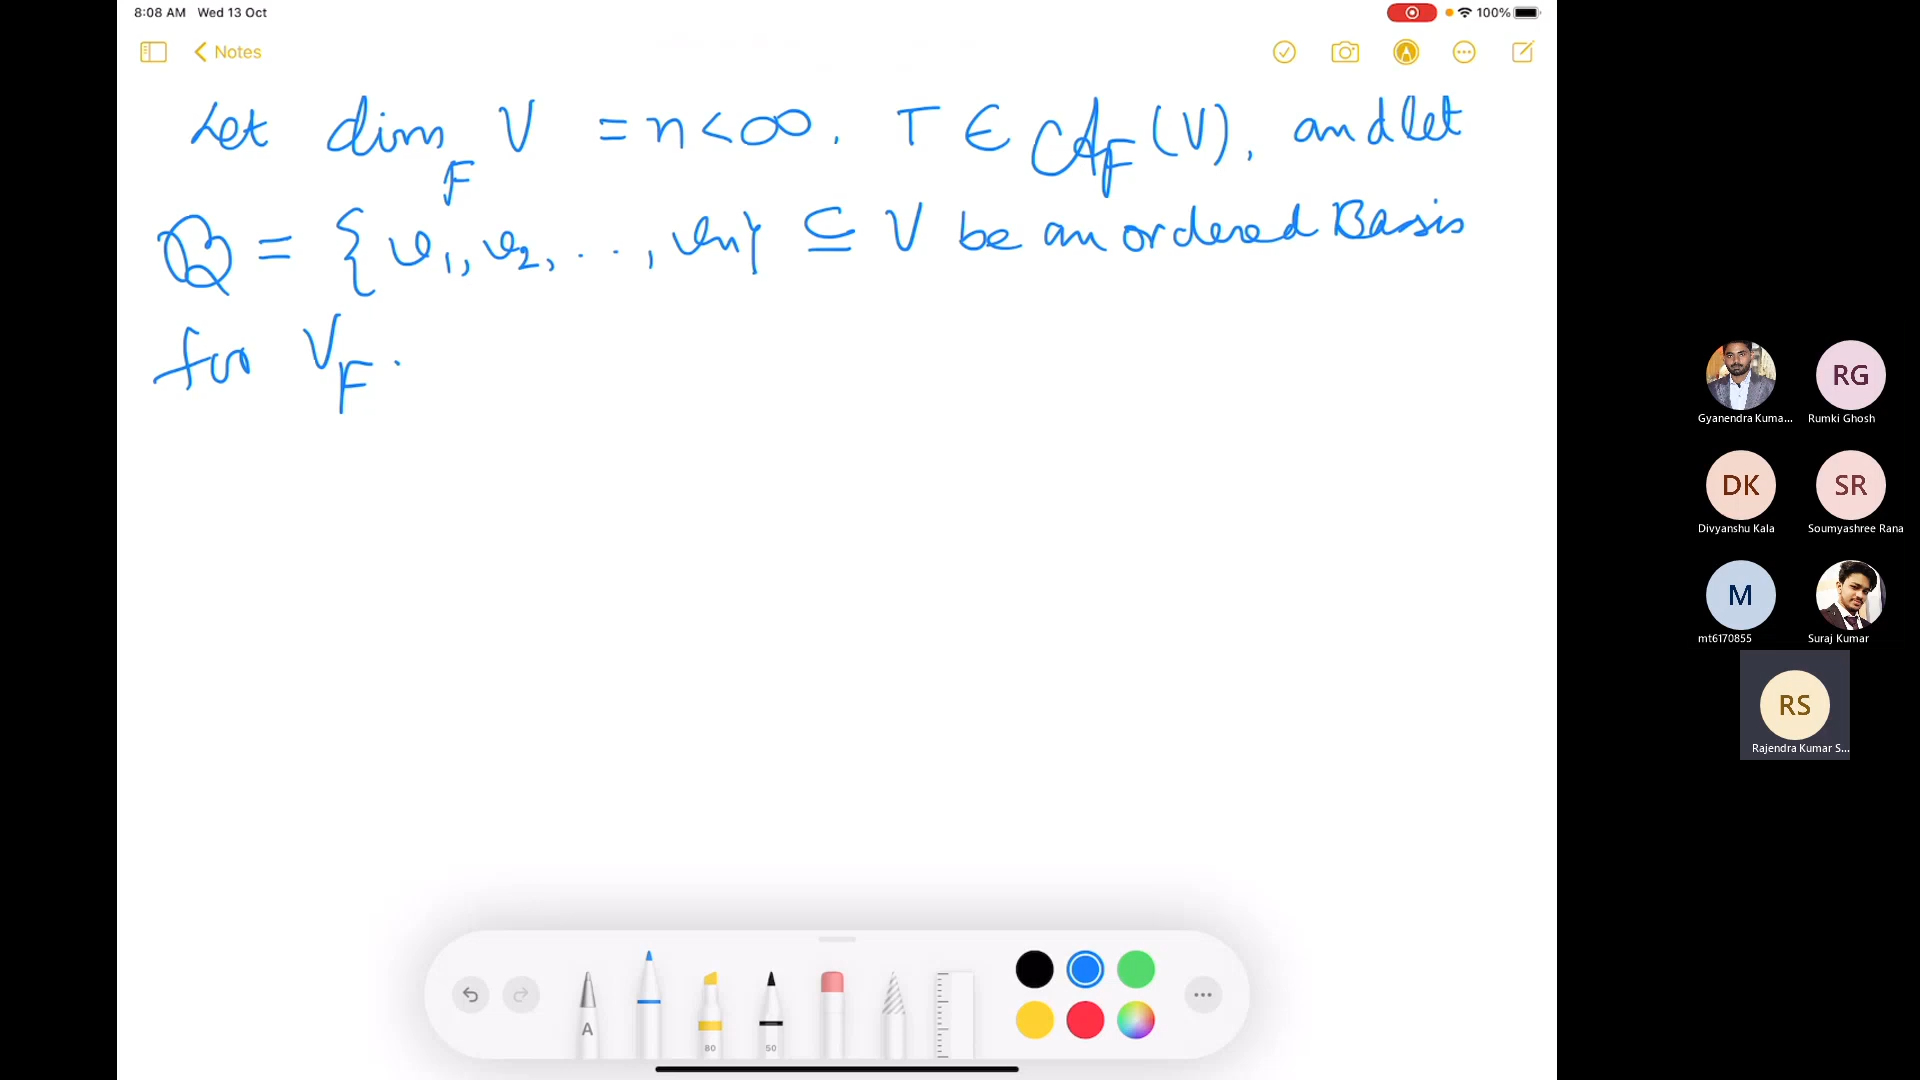 8:08 AM Wed 13 Oct
100%
Notes
Let dim_F V = n < ∞. T ∈ 𝒜_F (V), and let
ℬ = {v₁, v₂, ..., vn} ⊆ V be an ordered Basis
for V_F.
Gyanendra Kuma...
RG
Rumki Ghosh
DK
Divyanshu Kala
SR
Soumyashree Rana
M
mt6170855
Suraj Kumar
RS
Rajendra Kumar S...
A
80
50